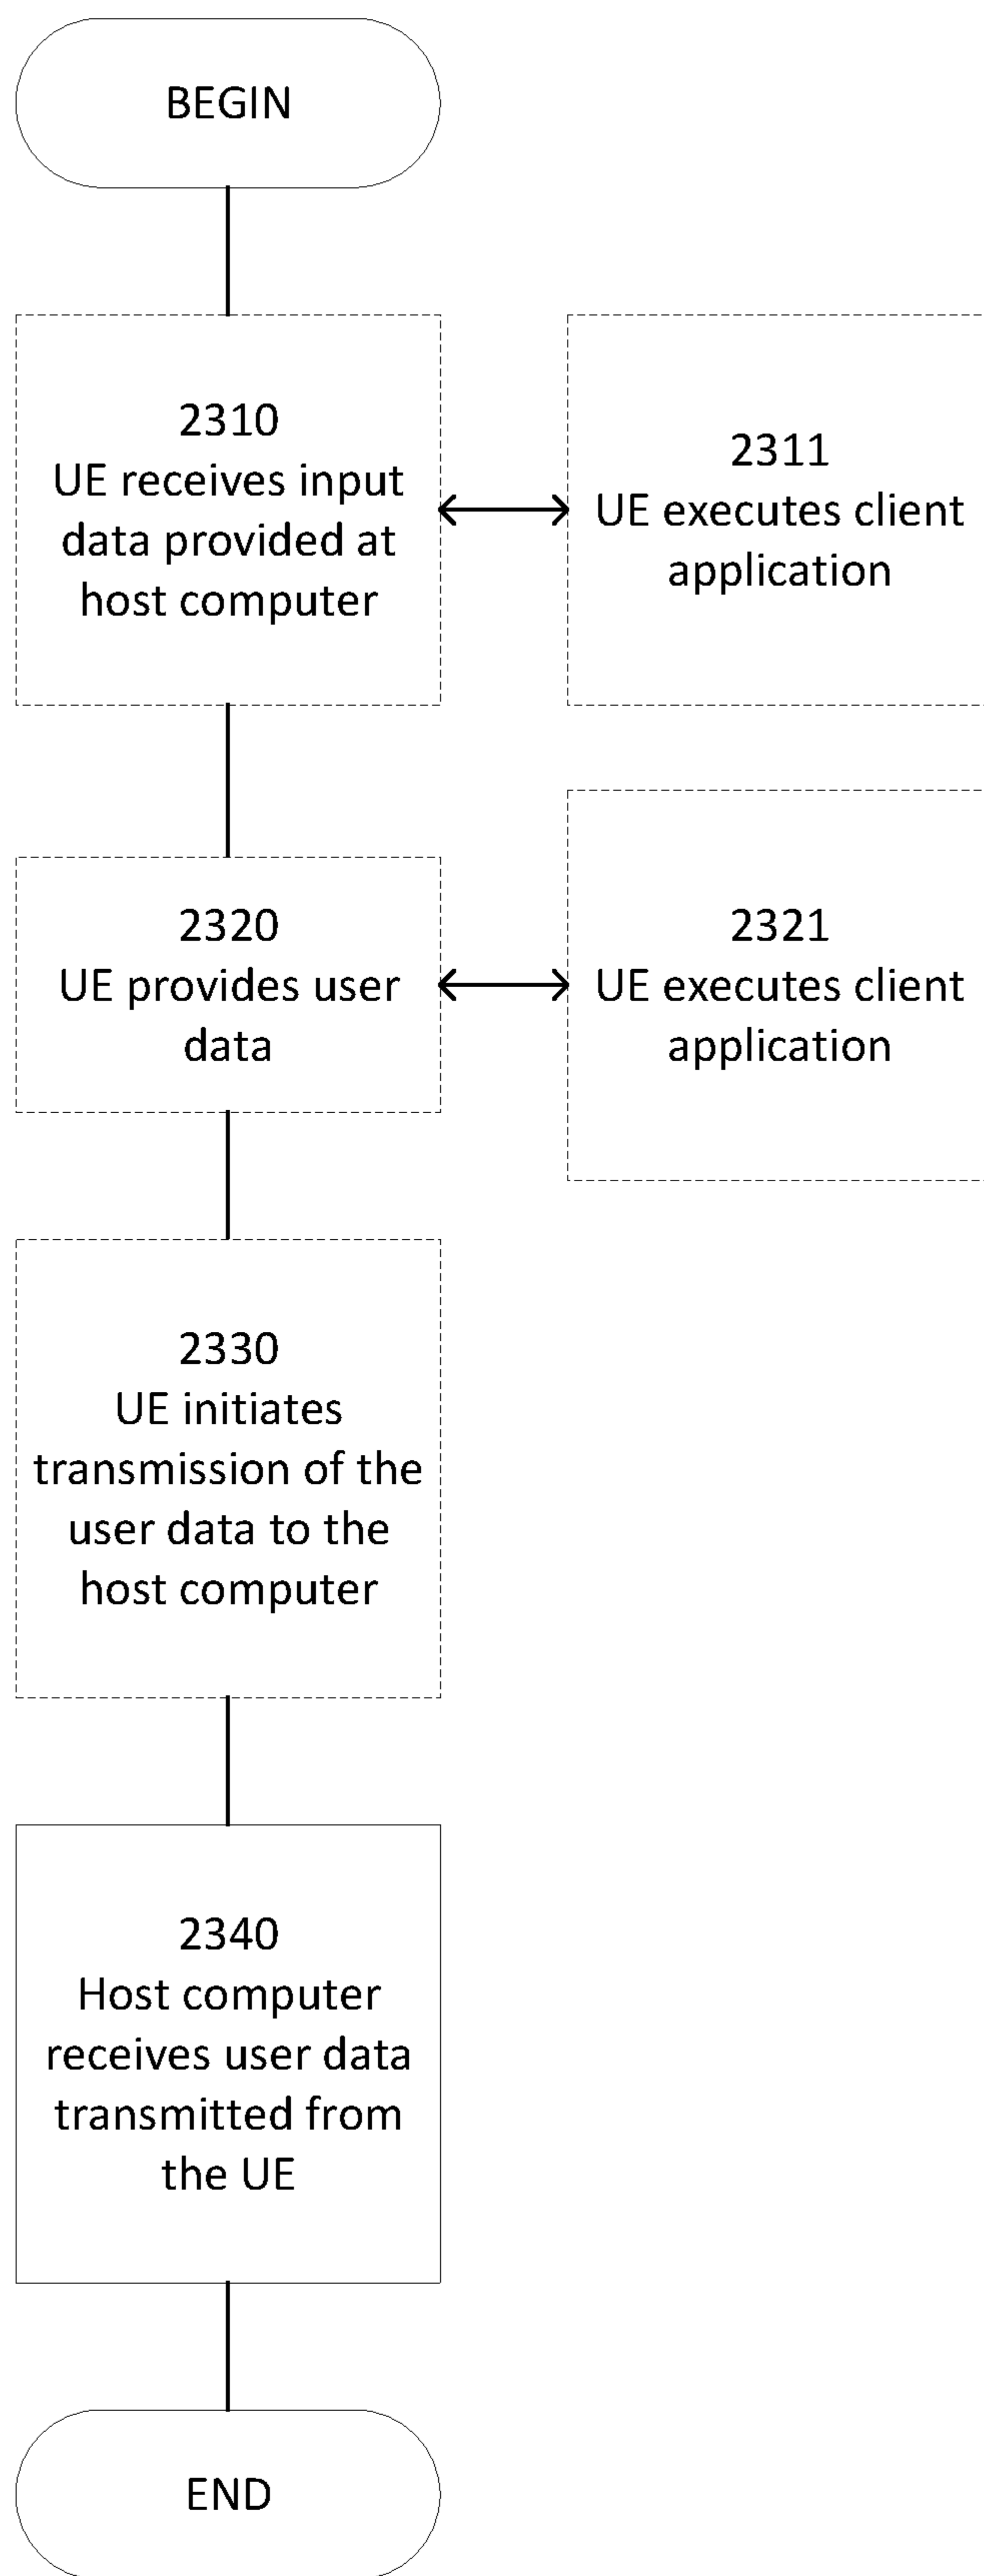 BEGIN
2310
UE receives input
data provided at
host computer
2311
UE executes client
application
2320
UE provides user
data
2321
UE executes client
application
2330
UE initiates
transmission of the
user data to the
host computer
2340
Host computer
receives user data
transmitted from
the UE
END